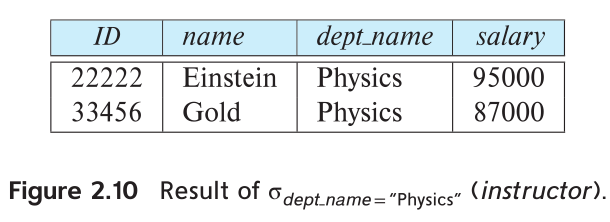 ID name dept_name salary
22222 Einstein Physics 95000
33456 Gold Physics 87000
Figure 2.10 Result of σ dept_name = “Physics” (instructor).